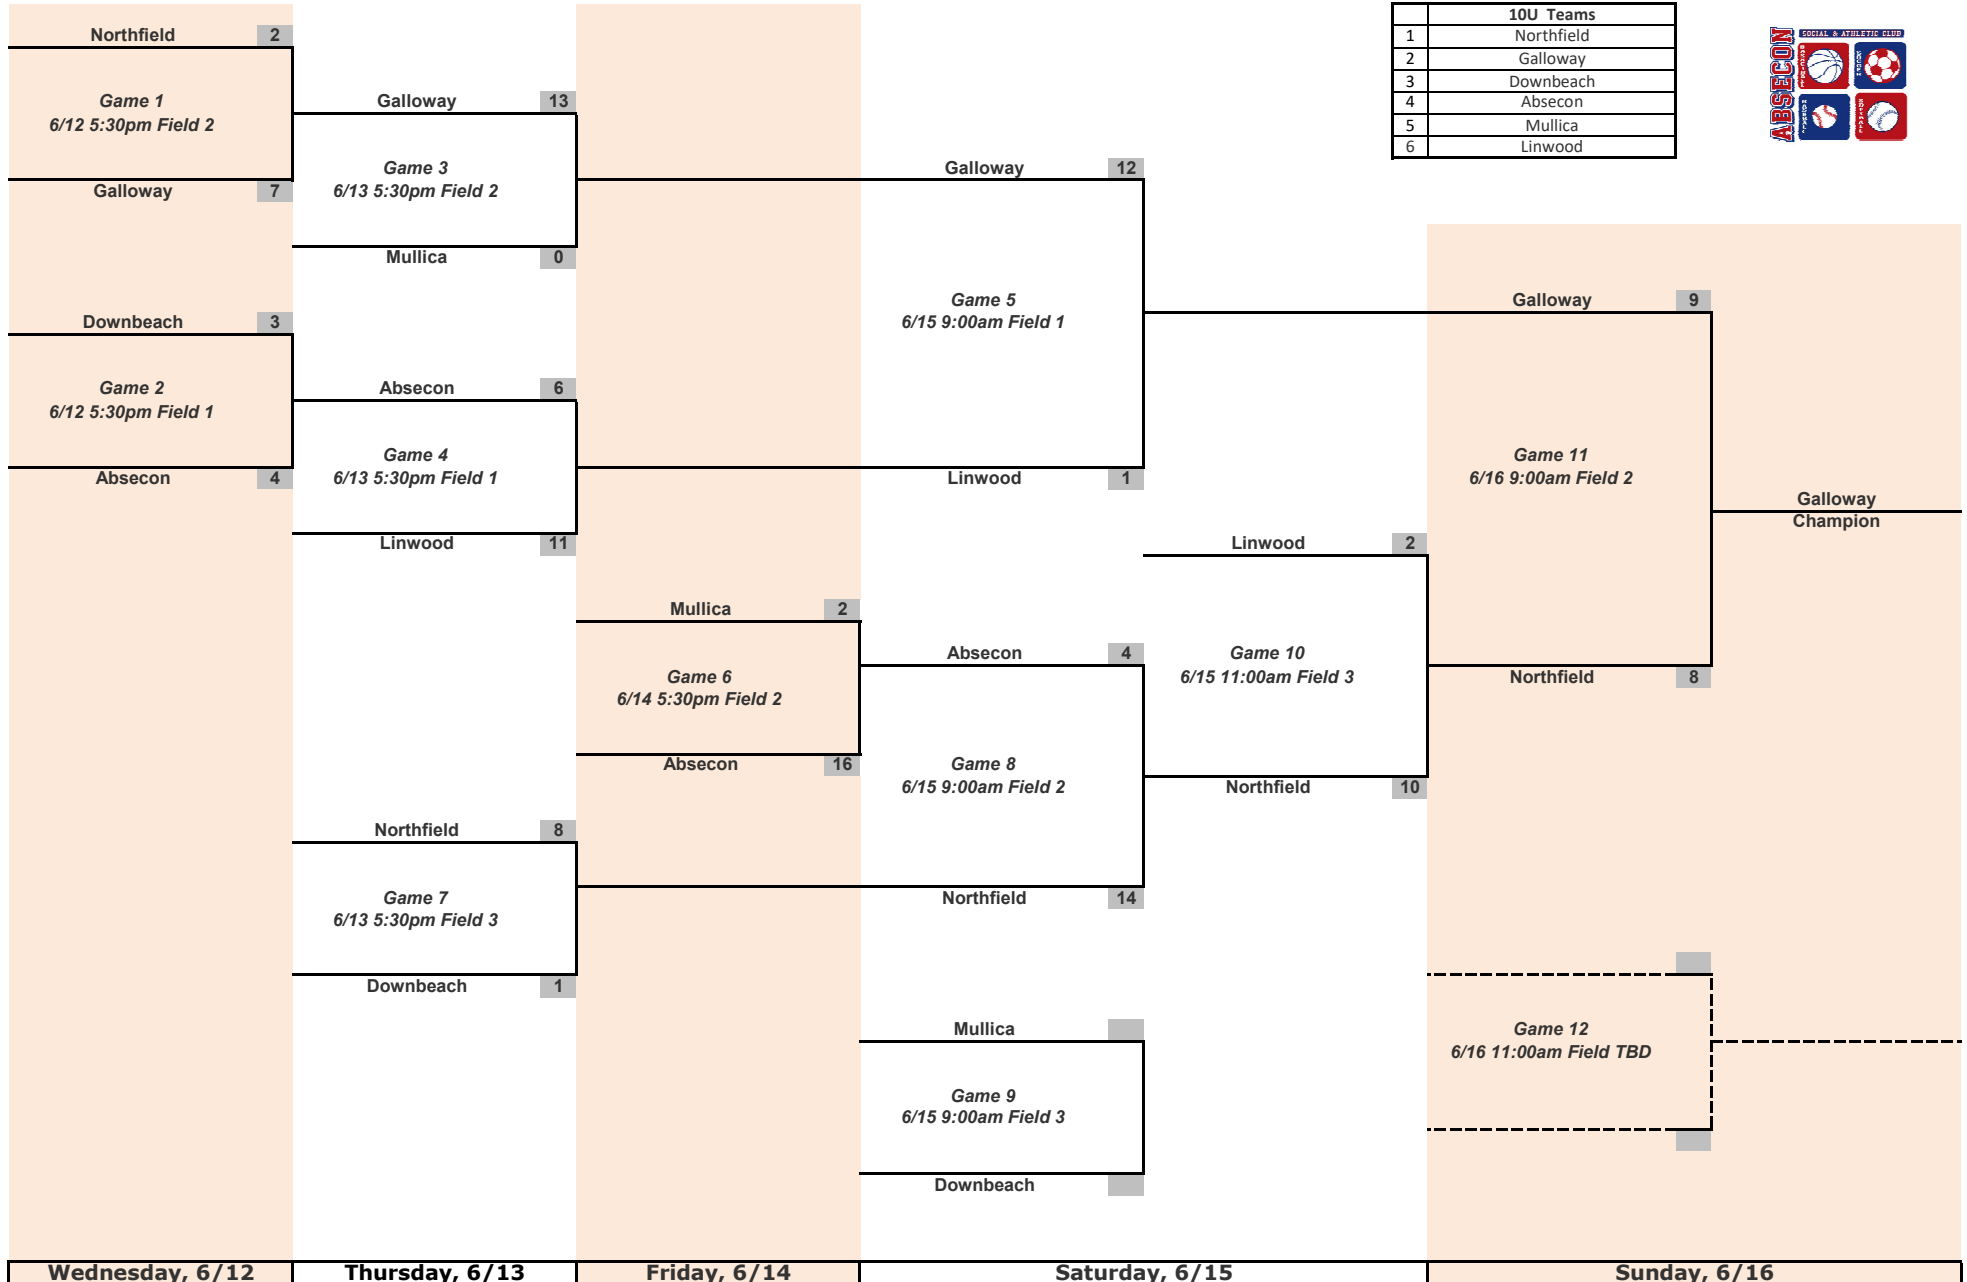 10U Teams
1 Northfield
2 Galloway
3 Downbeach
4 Absecon
5 Mullica
6 Linwood
ABSECON
SOCIAL & ATHLETIC CLUB
Northfield 2
Game 1
6/12 5:30pm Field 2
Galloway 7
Downbeach 3
Game 2
6/12 5:30pm Field 1
Absecon 4
Galloway 13
Game 3
6/13 5:30pm Field 2
Mullica 0
Absecon 6
Game 4
6/13 5:30pm Field 1
Linwood 11
Northfield 8
Game 7
6/13 5:30pm Field 3
Downbeach 1
Mullica 2
Game 6
6/14 5:30pm Field 2
Absecon 16
Galloway 12
Game 5
6/15 9:00am Field 1
Linwood 1
Absecon 4
Game 8
6/15 9:00am Field 2
Northfield 14
Mullica
Game 9
6/15 9:00am Field 3
Downbeach
Linwood 2
Game 10
6/15 11:00am Field 3
Northfield 10
Galloway 9
Game 11
6/16 9:00am Field 2
Northfield 8
Galloway
Champion
Game 12
6/16 11:00am Field TBD
Wednesday, 6/12
Thursday, 6/13
Friday, 6/14
Saturday, 6/15
Sunday, 6/16